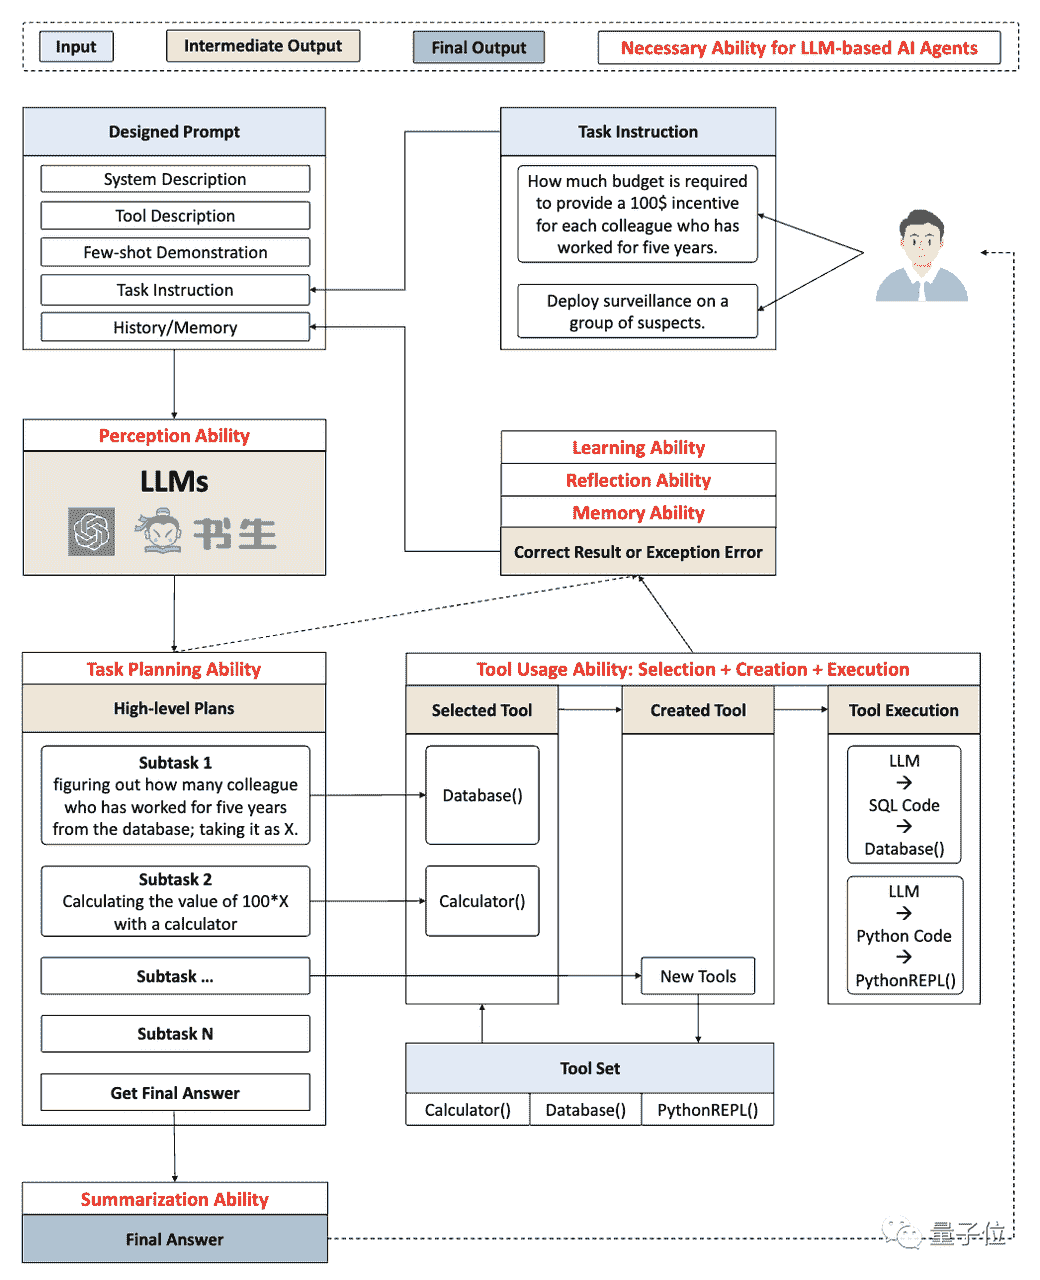 Input
Intermediate Output
Final Output
Necessary Ability for LLM-based AI Agents
Designed Prompt
System Description
Tool Description
Few-shot Demonstration
Task Instruction
History/Memory
Task Instruction
How much budget is required
to provide a 100$ incentive
for each colleague who has
worked for five years.
Deploy surveillance on a
group of suspects.
Perception Ability
LLMs
书生
Learning Ability
Reflection Ability
Memory Ability
Correct Result or Exception Error
Task Planning Ability
High-level Plans
Subtask 1
figuring out how many colleague
who has worked for five years
from the database; taking it as X.
Subtask 2
Calculating the value of 100*X
with a calculator
Subtask ...
Subtask N
Get Final Answer
Tool Usage Ability: Selection + Creation + Execution
Selected Tool
Database()
Calculator()
Created Tool
New Tools
Tool Execution
LLM
→
SQL Code
→
Database()
LLM
→
Python Code
→
PythonREPL()
Tool Set
Calculator()
Database()
PythonREPL()
Summarization Ability
Final Answer
量子位